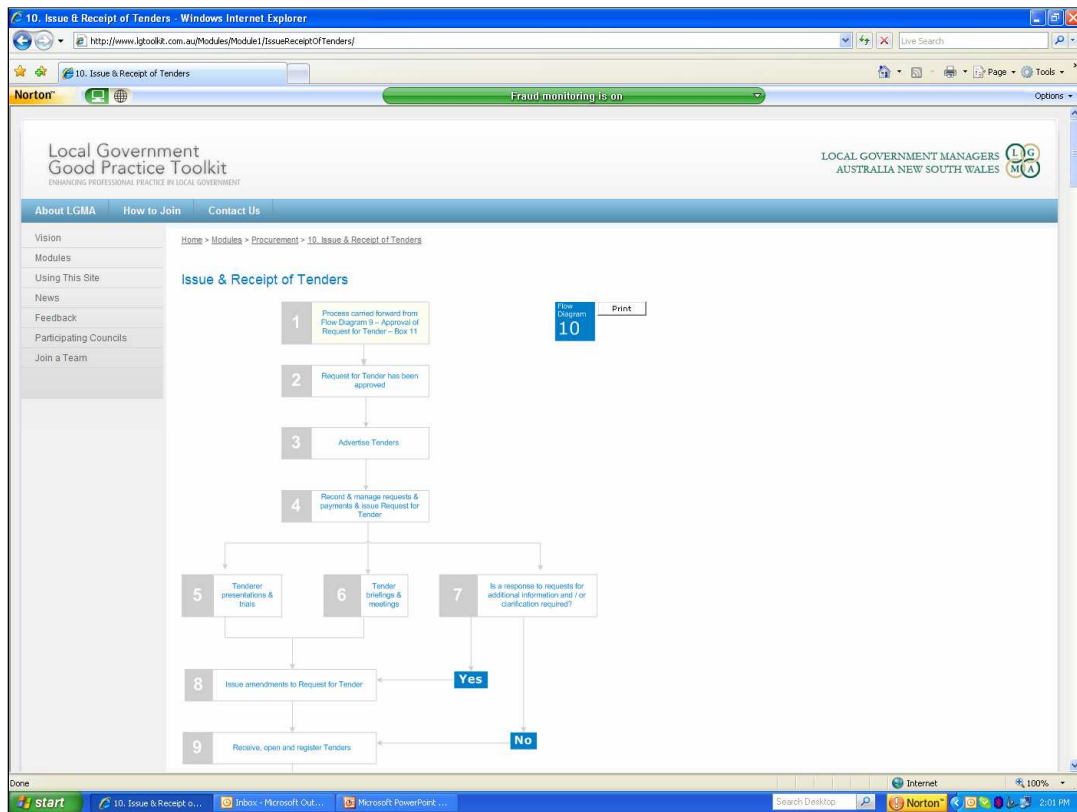 10. Issue & Receipt of Tenders - Windows Internet Explorer
http://www.lgtoolkit.com.au/Modules/Module1/IssueReceiptOfTenders/
Live Search
10. Issue & Receipt of Tenders
Page
Tools
Norton™
Fraud monitoring is on
Options
Local Government
Good Practice Toolkit
ENHANCING PROFESSIONAL PRACTICE IN LOCAL GOVERNMENT
LOCAL GOVERNMENT MANAGERS
AUSTRALIA NEW SOUTH WALES
L G
M A
About LGMA
How to Join
Contact Us
Vision
Modules
Using This Site
News
Feedback
Participating Councils
Join a Team
Home > Modules > Procurement > 10. Issue & Receipt of Tenders
Issue & Receipt of Tenders
Flow
Diagram
10
Print
1
Process carried forward from
Flow Diagram 9 – Approval of
Request for Tender – Box 11
2
Request for Tender has been
approved
3
Advertise Tenders
4
Record & manage requests &
payments & issue Request for
Tender
5
Tenderer
presentations &
trials
6
Tender
briefings &
meetings
7
Is a response to requests for
additional information and / or
clarification required?
8
Issue amendments to Request for Tender
Yes
9
Receive, open and register Tenders
No
Done
Internet
100%
start
10. Issue & Receipt o...
Inbox - Microsoft Out...
Microsoft PowerPoint ...
Search Desktop
Norton™
2:01 PM